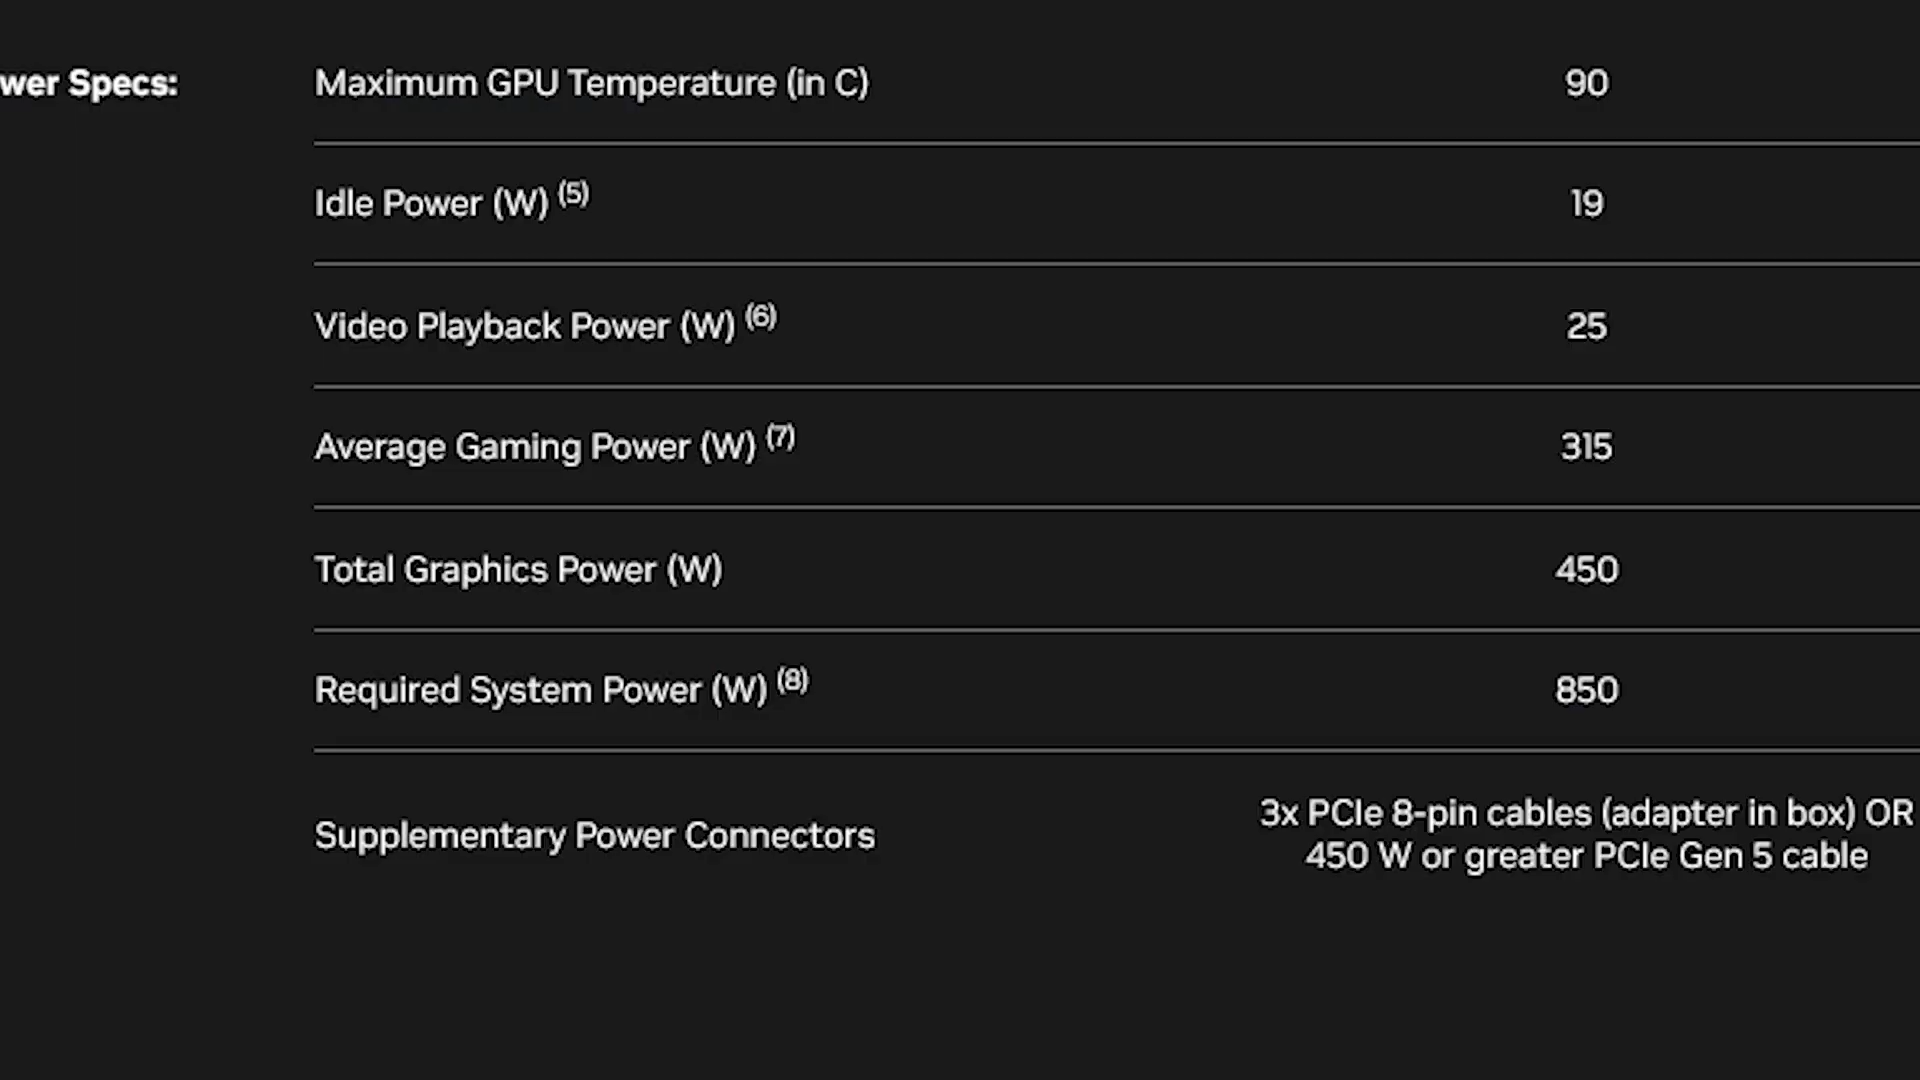 wer Specs:
Maximum GPU Temperature (in C) 90
Idle Power (W) (5) 19
Video Playback Power (W) (6) 25
Average Gaming Power (W) (7) 315
Total Graphics Power (W) 450
Required System Power (W) (8) 850
Supplementary Power Connectors
3x PCIe 8-pin cables (adapter in box) OR
450 W or greater PCIe Gen 5 cable